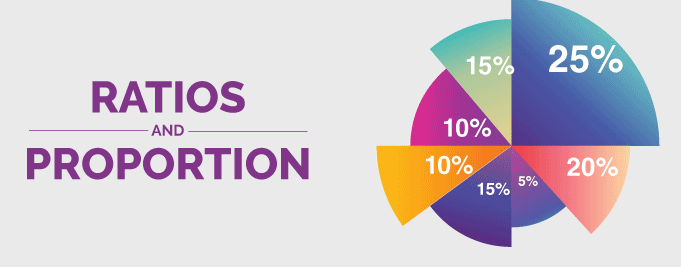 RATIOS
AND
PROPORTION
15%
25%
10%
10%
20%
15%
5%